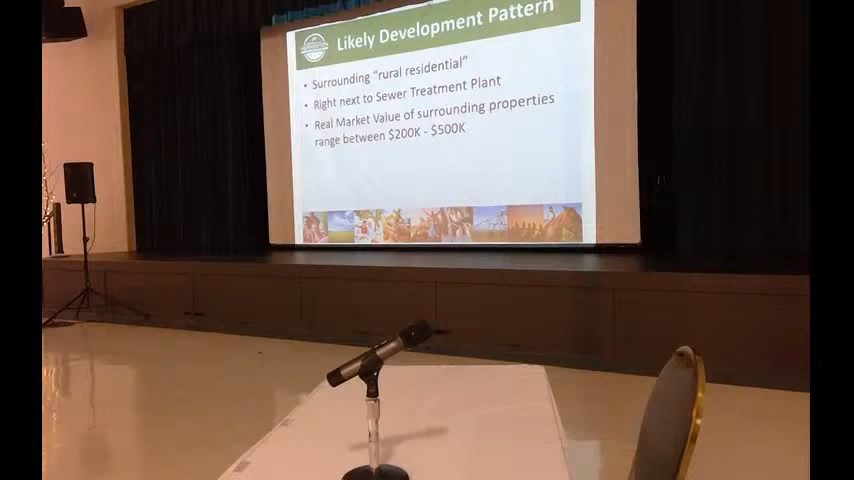 Likely Development Pattern
• Surrounding "rural residential"
• Right next to Sewer Treatment Plant
• Real Market Value of surrounding properties
range between $200K - $500K